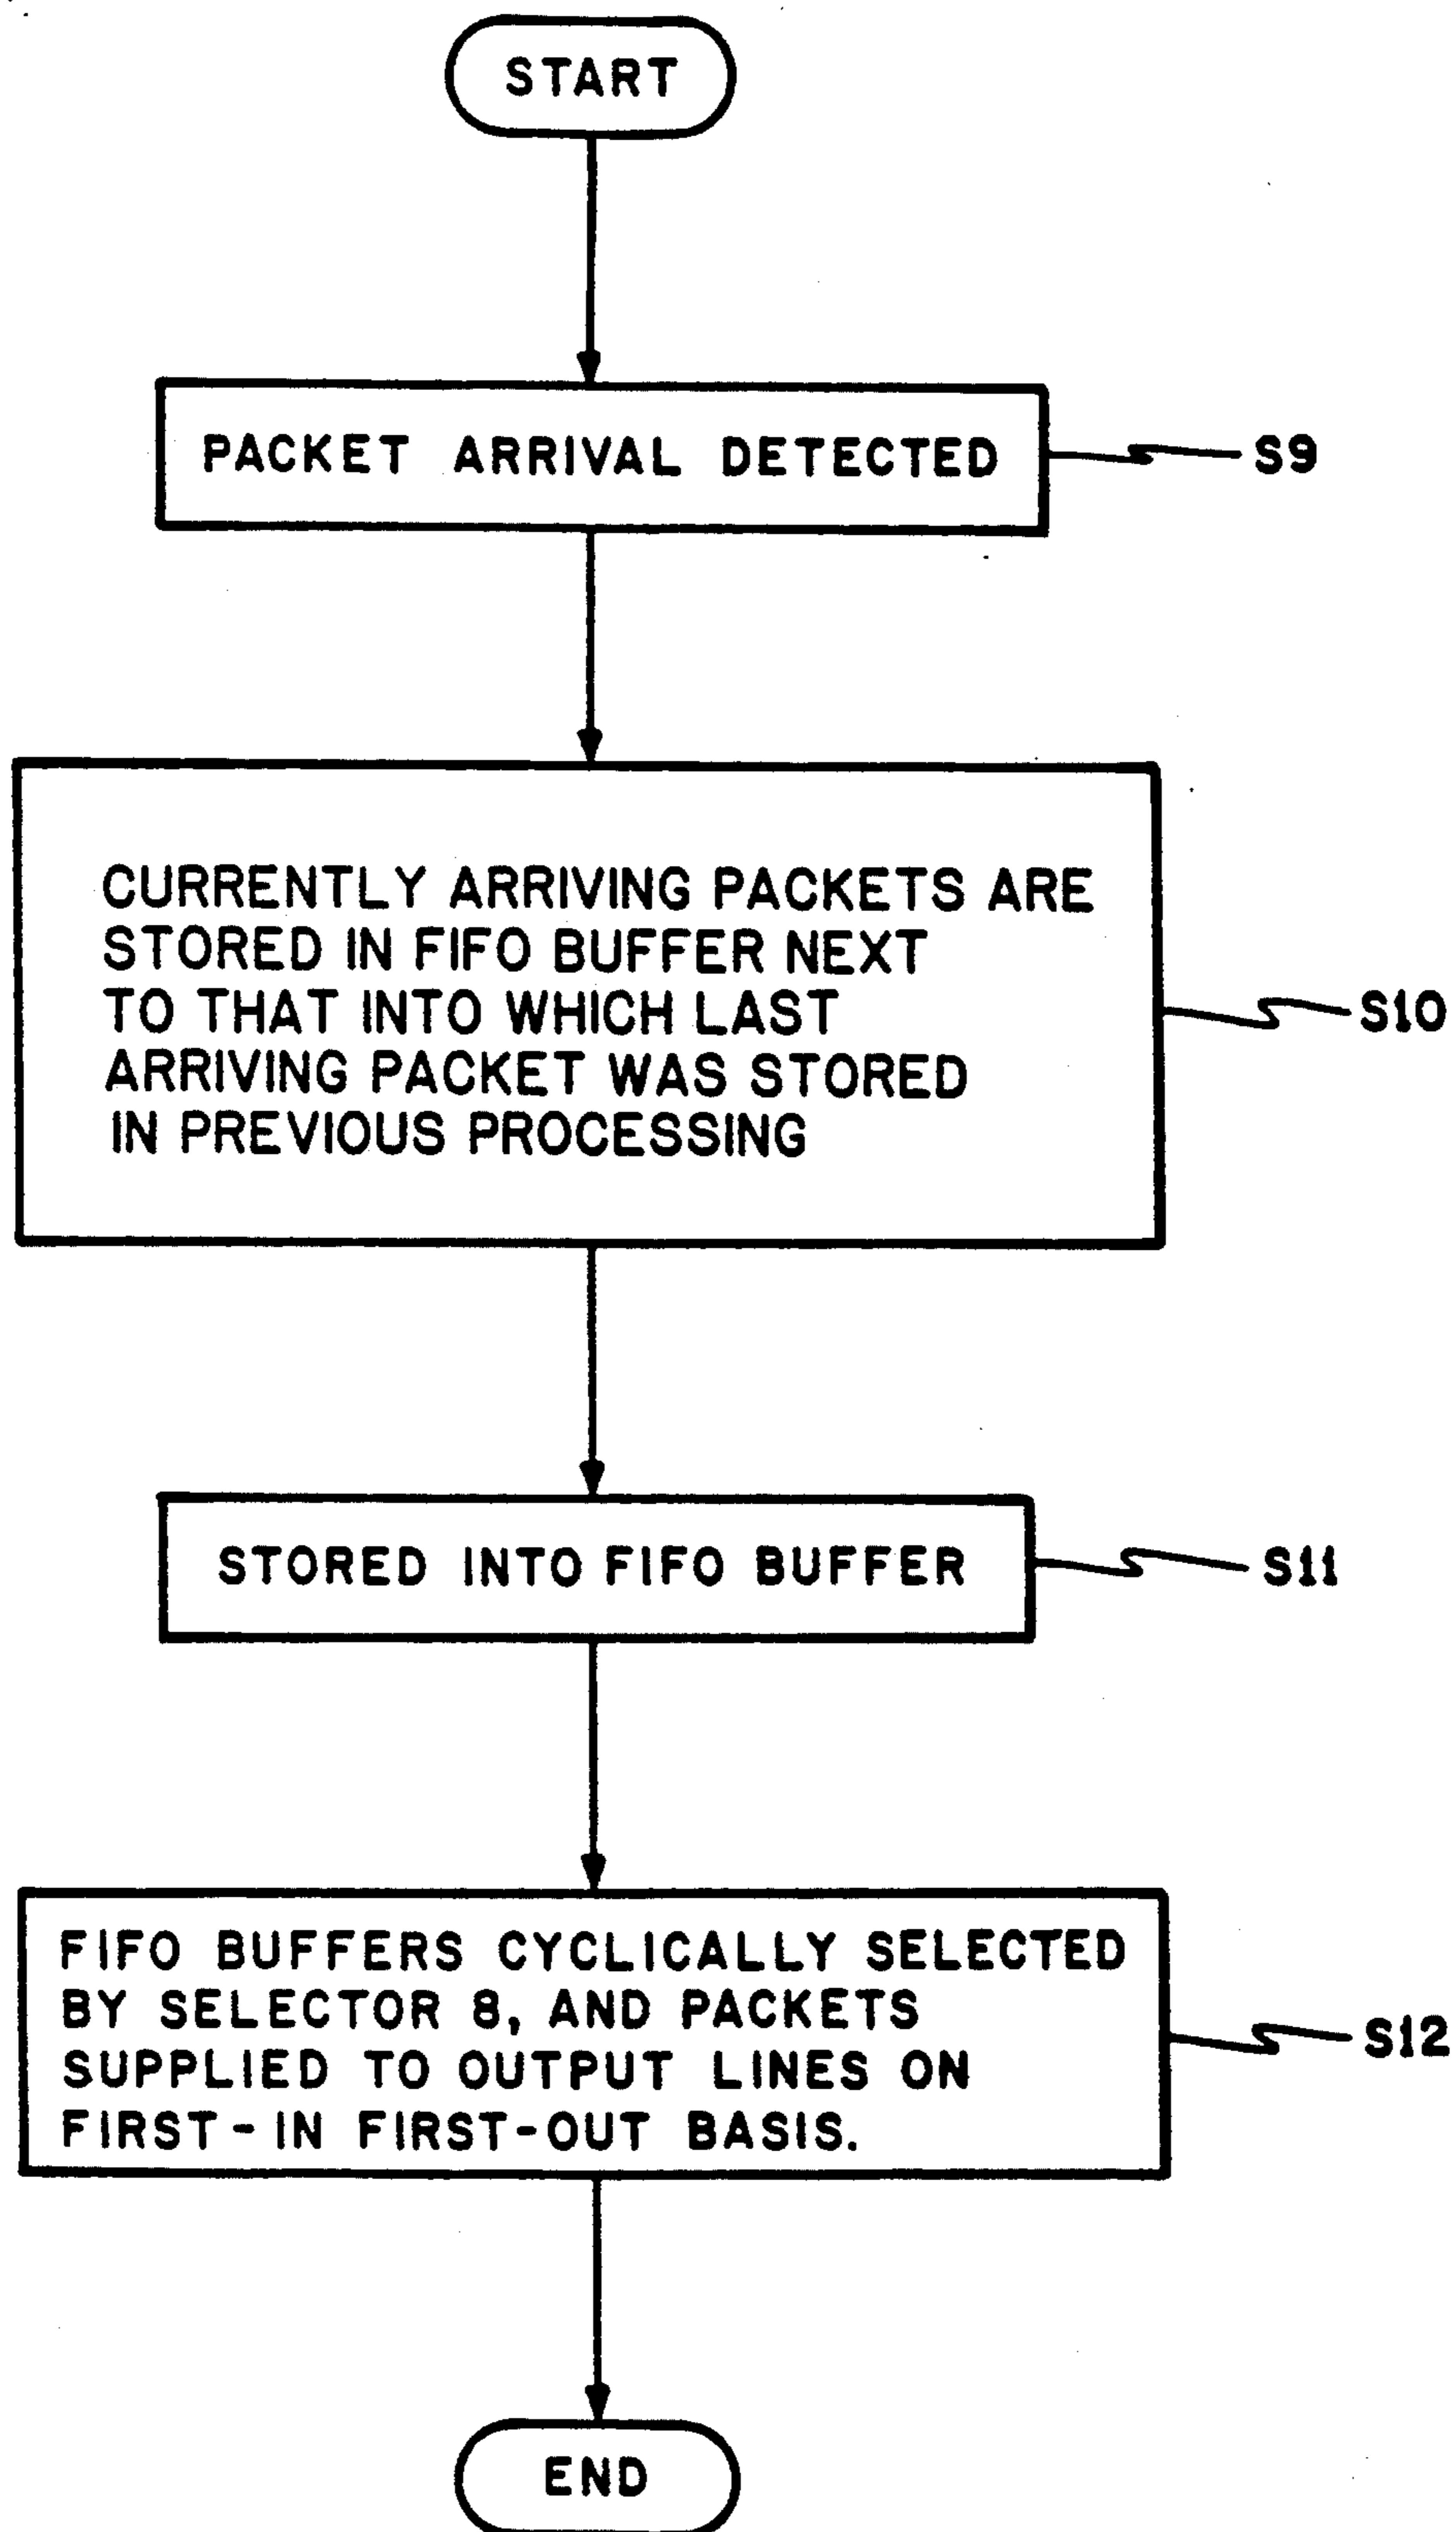 START
PACKET ARRIVAL DETECTED
S9
CURRENTLY ARRIVING PACKETS ARE
STORED IN FIFO BUFFER NEXT
TO THAT INTO WHICH LAST
ARRIVING PACKET WAS STORED
IN PREVIOUS PROCESSING
S10
STORED INTO FIFO BUFFER
S11
FIFO BUFFERS CYCLICALLY SELECTED
BY SELECTOR 8, AND PACKETS
SUPPLIED TO OUTPUT LINES ON
FIRST-IN FIRST-OUT BASIS.
S12
END